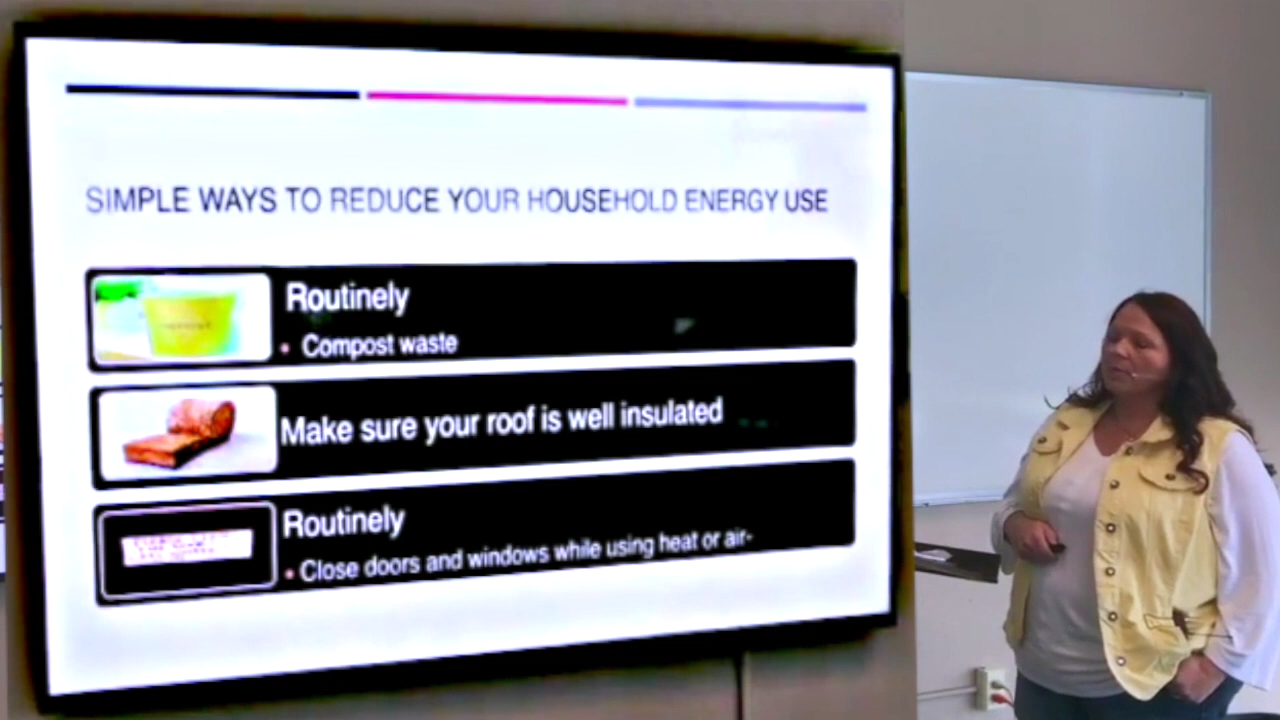 SIMPLE WAYS TO REDUCE YOUR HOUSEHOLD ENERGY USE
Routinely
• Compost waste
Make sure your roof is well insulated
Routinely
• Close doors and windows while using heat or air-